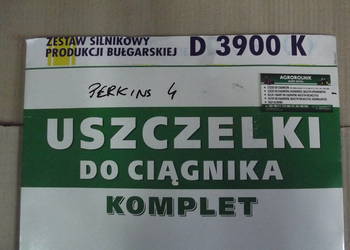 ZESTAW SILNIKOWY
PRODUKCJI BUŁGARSKIEJ D 3900 K
PERKINS 4
AGROROLNIK
USZCZELKI
DO CIĄGNIKA
KOMPLET